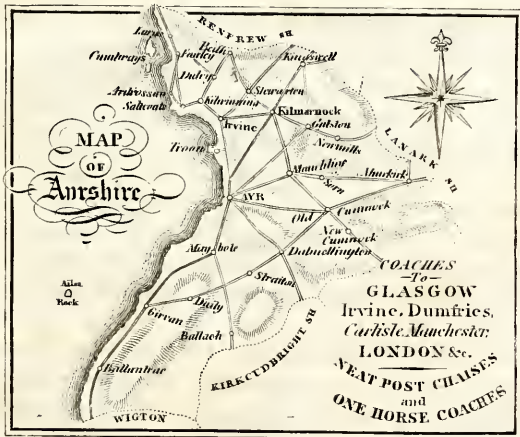 RENFREW SH
Largs
Cumbrays
Fairley
Beith
Kingswell
Dalry
Stewarton
Ardrossan
Saltcoats
Kilwinning
Irvine
Kilmarnock
Galston
Newmills
LANARK SH
Troon
MAP
OF
Ayrshire
Mauchline
Sorn
Muirkirk
AYR
Old Cumnock
New
Cumnock
Maybole
Dalmellington
Straiton
Ailsa
Rock
Girvan
Daily
Ballach
Ballantrae
KIRKCUDBRIGHT SH
WIGTON
COACHES
To
GLASGOW
Irvine, Dumfries,
Carlisle, Manchester,
LONDON &c.
NEAT POST CHAISES
and
ONE HORSE COACHES